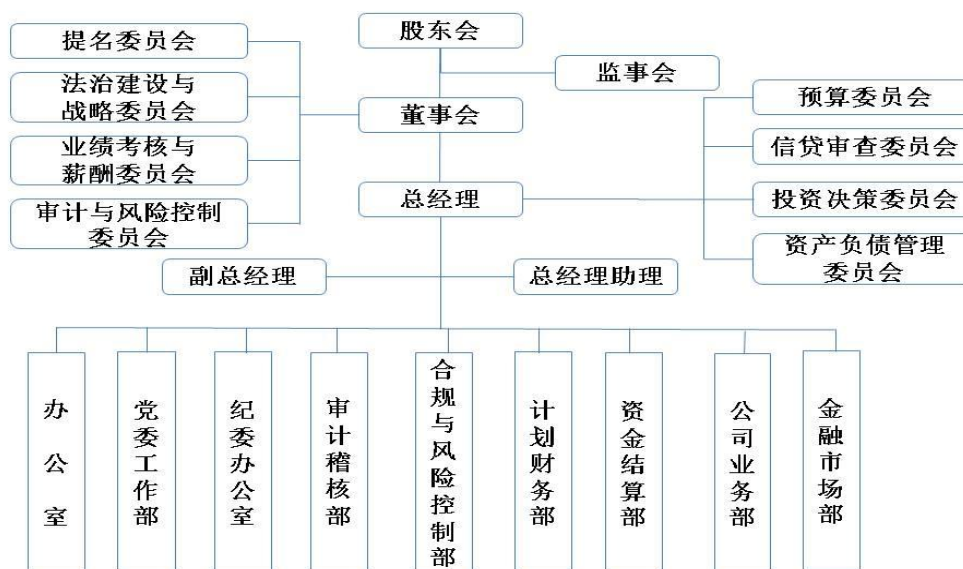 股东会
监事会
提名委员会
法治建设与
战略委员会
业绩考核与
薪酬委员会
审计与风险控制
委员会
董事会
总经理
预算委员会
信贷审查委员会
投资决策委员会
资产负债管理
委员会
副总经理
总经理助理
办公室
党委工作部
纪委办公室
审计稽核部
合规与风险控制部
计划财务部
资金结算部
公司业务部
金融市场部